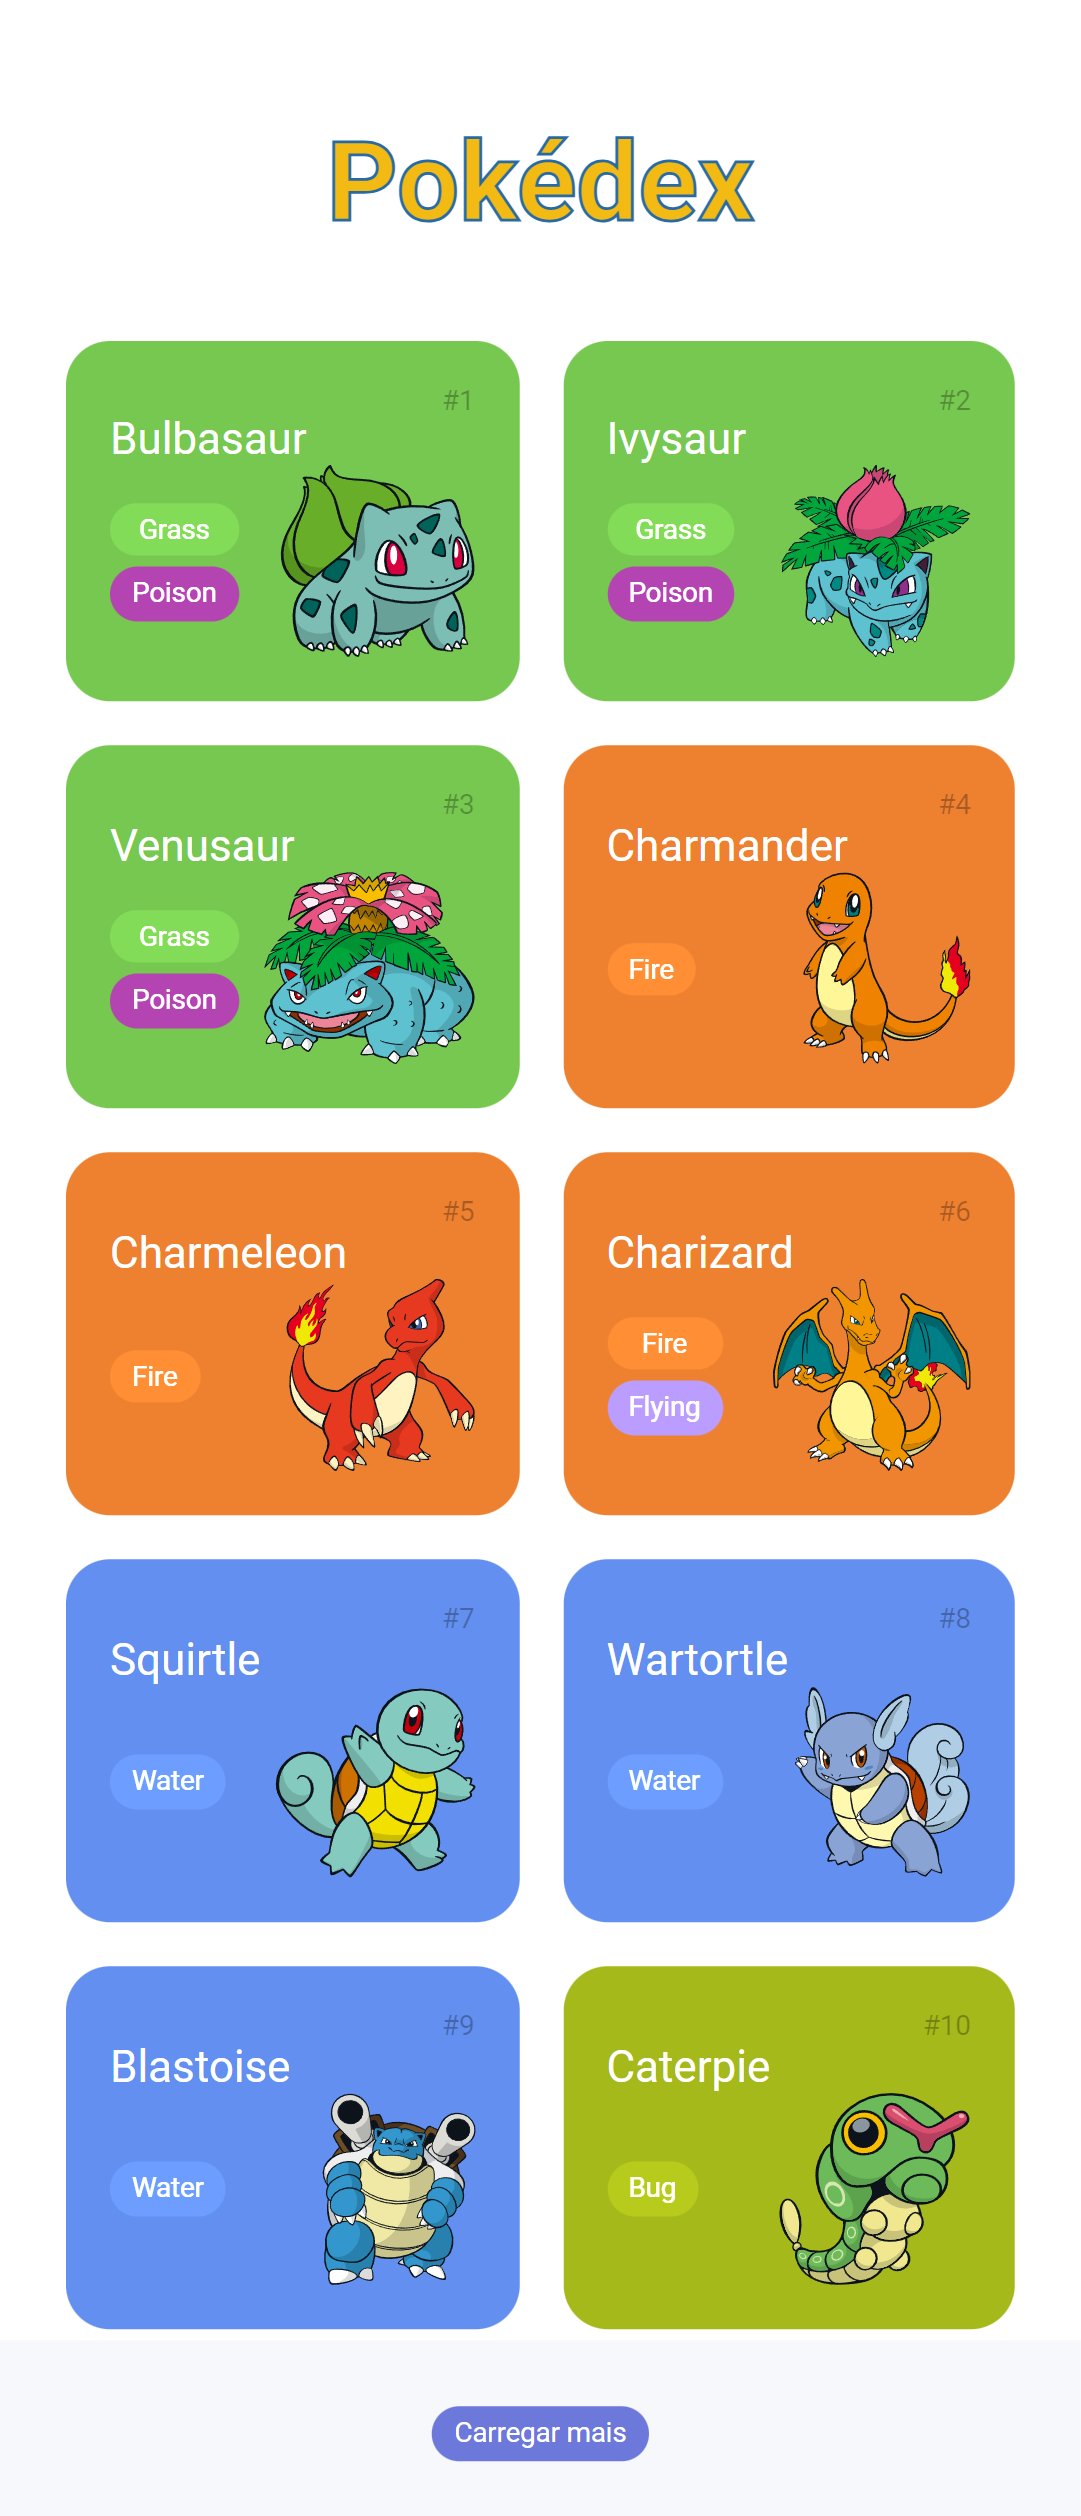 Pokédex
#1
Bulbasaur
Grass
Poison
#2
Ivysaur
Grass
Poison
#3
Venusaur
Grass
Poison
#4
Charmander
Fire
#5
Charmeleon
Fire
#6
Charizard
Fire
Flying
#7
Squirtle
Water
#8
Wartortle
Water
#9
Blastoise
Water
#10
Caterpie
Bug
Carregar mais